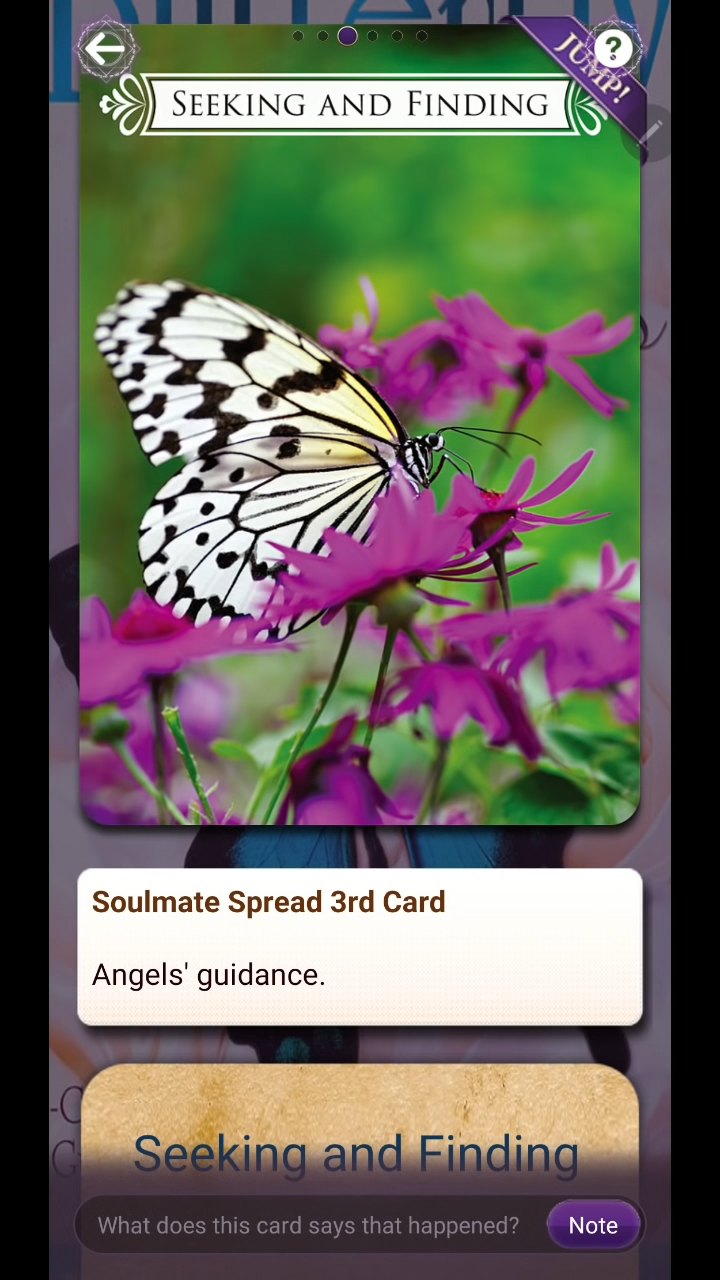 ?
JUMP!
SEEKING AND FINDING
Soulmate Spread 3rd Card
Angels' guidance.
Seeking and Finding
What does this card says that happened?
Note